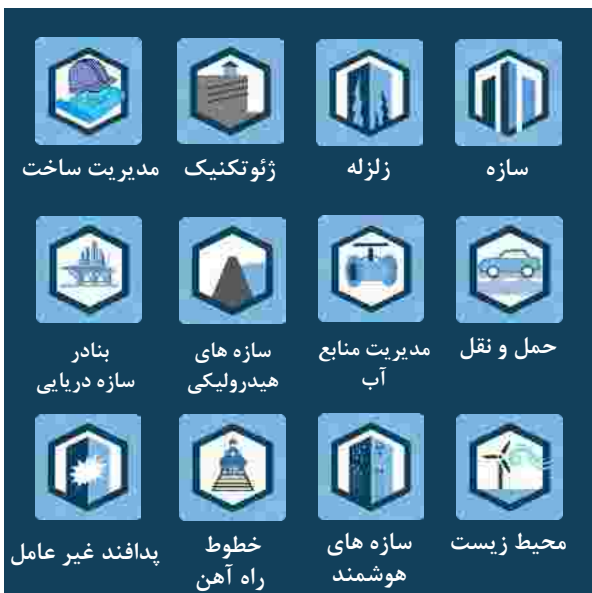 سازه
زلزله
ژئوتکنیک
مدیریت ساخت
حمل و نقل
مدیریت منابع
آب
سازه های
هیدرولیکی
بنادر
سازه دریایی
محیط زیست
سازه های
هوشمند
خطوط
راه آهن
پدافند غیر عامل